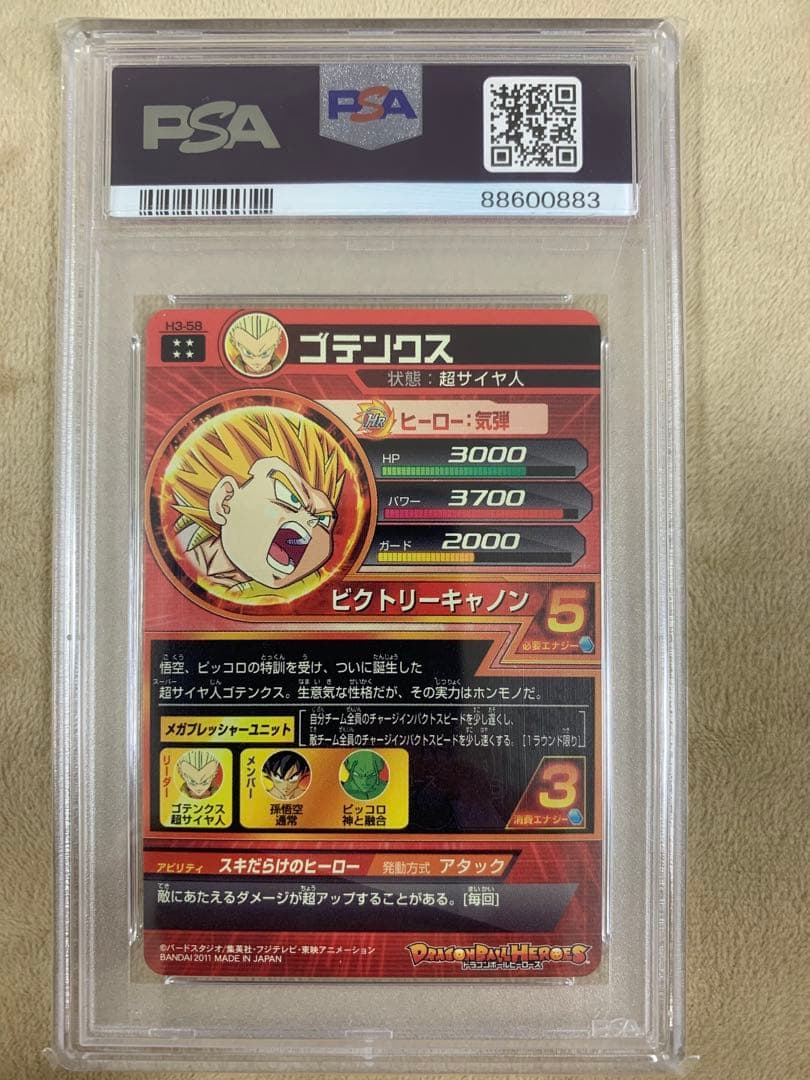 PSA
PSA
88600883
H3-58
ゴテンクス
状態：超サイヤ人
HR
ヒーロー：気弾
HP 3000
パワー 3700
ガード 2000
ビクトリーキャノン
5
必要エナジー
悟空、ピッコロの特訓を受け、ついに誕生した
超サイヤ人ゴテンクス。生意気な性格だが、その実力はホンモノだ。
メガプレッシャーユニット
自分チーム全員のチャージインパクトスピードを少し遅くし、
敵チーム全員のチャージインパクトスピードを少し速くする。［1ラウンド限り］
リーダー
ゴテンクス
超サイヤ人
メンバー
孫悟空
通常
ピッコロ
神と融合
3
消費エナジー
アビリティ スキだらけのヒーロー 発動方式 アタック
敵にあたえるダメージが超アップすることがある。［毎回］
©バードスタジオ/集英社・フジテレビ・東映アニメーション
BANDAI 2011 MADE IN JAPAN
DRAGONBALL HEROES
ドラゴンボールヒーローズ
PSA